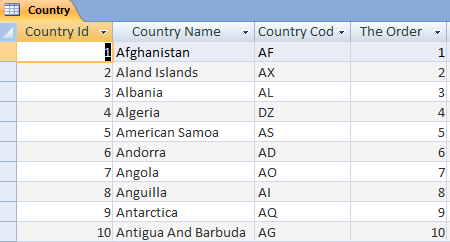 Country
Country Id Country Name Country Cod The Order
1 Afghanistan AF 1
2 Aland Islands AX 2
3 Albania AL 3
4 Algeria DZ 4
5 American Samoa AS 5
6 Andorra AD 6
7 Angola AO 7
8 Anguilla AI 8
9 Antarctica AQ 9
10 Antigua And Barbuda AG 10